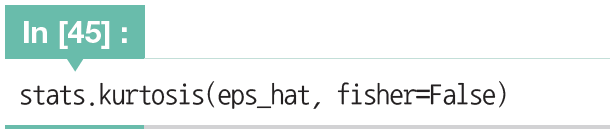 In [45] :
stats.kurtosis(eps_hat, fisher=False)